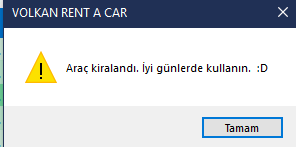 VOLKAN RENT A CAR
Araç kiralandı. İyi günlerde kullanın. :D
Tamam